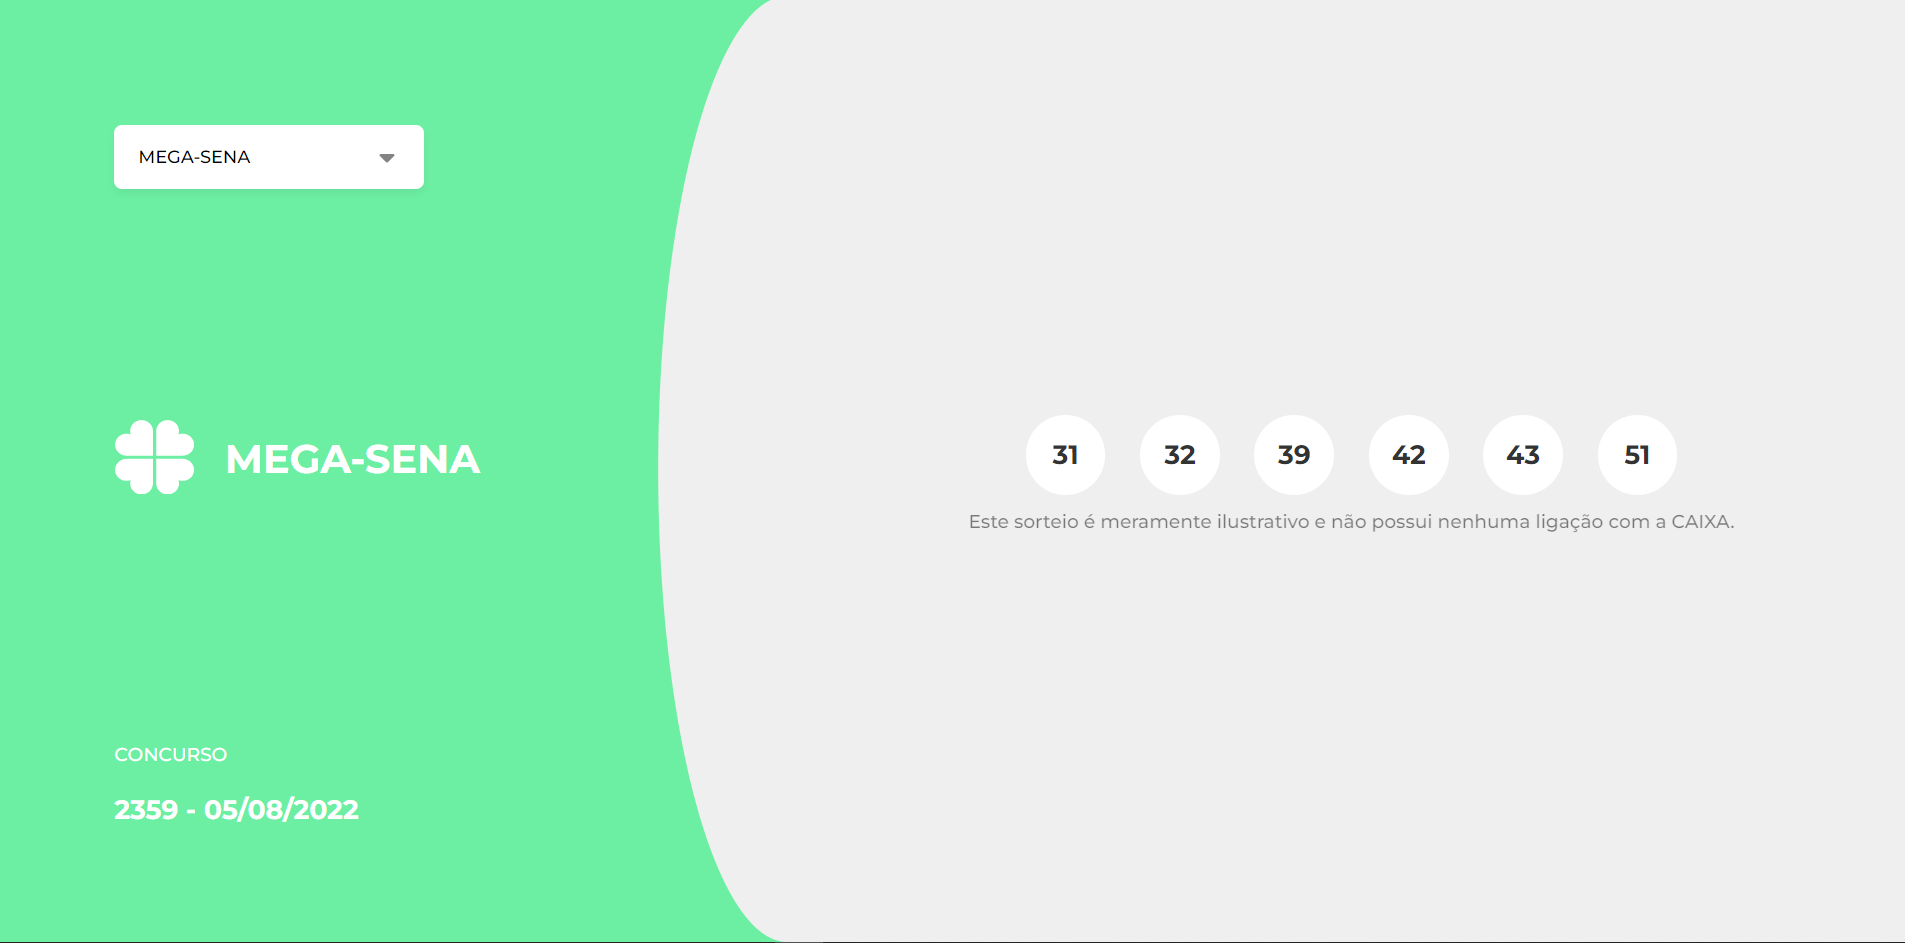 MEGA-SENA
MEGA-SENA
CONCURSO
2359 - 05/08/2022
31 32 39 42 43 51
Este sorteio é meramente ilustrativo e não possui nenhuma ligação com a CAIXA.